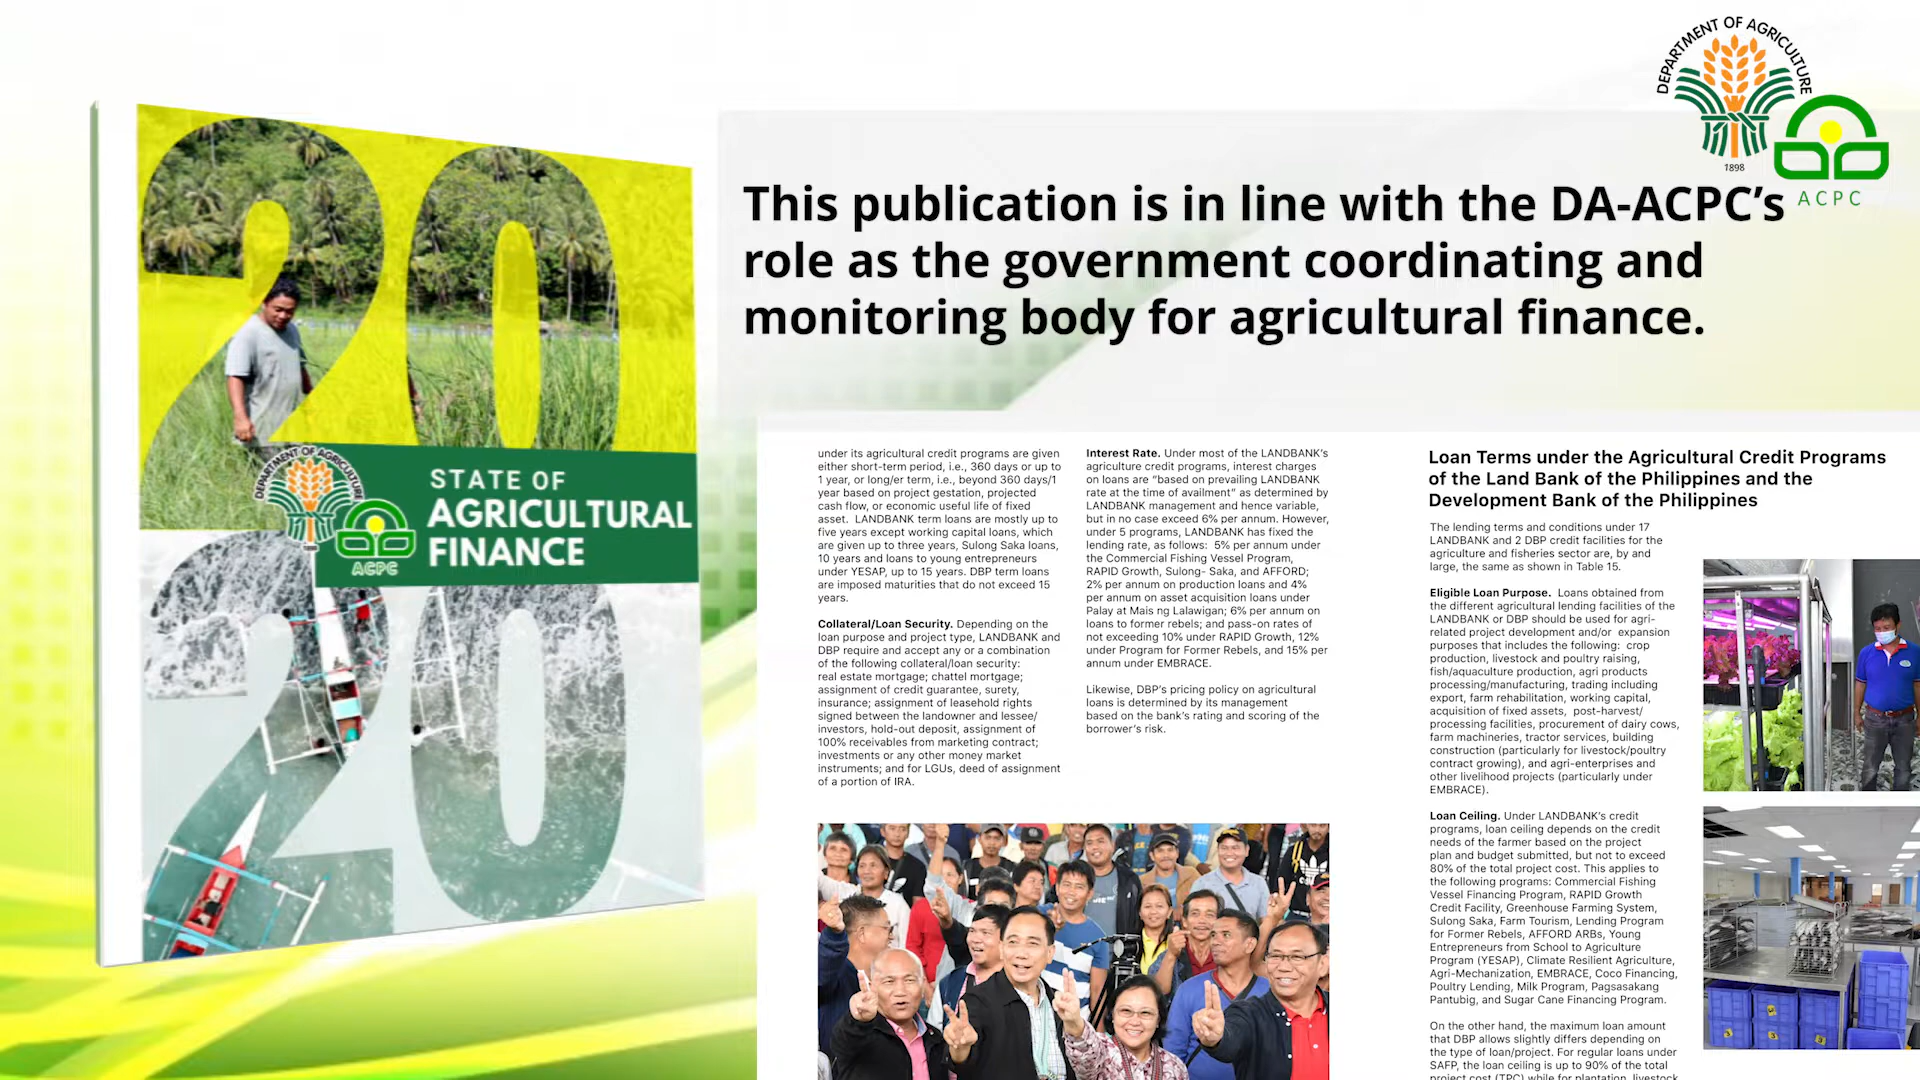 DEPARTMENT OF AGRICULTURE
1898
ACPC
This publication is in line with the DA-ACPC’s
role as the government coordinating and
monitoring body for agricultural finance.
2020
DEPARTMENT OF AGRICULTURE
1898
ACPC
STATE OF
AGRICULTURAL
FINANCE
under its agricultural credit programs are given
either short-term period, i.e., 360 days or up to
1 year, or long/er term, i.e., beyond 360 days/1
year based on project gestation, projected
cash flow, or economic useful life of fixed
asset. LANDBANK term loans are mostly up to
five years except working capital loans, which
are given up to three years, Sulong Saka loans,
10 years and loans to young entrepreneurs
under YESAP, up to 15 years. DBP term loans
are imposed maturities that do not exceed 15
years.
Collateral/Loan Security. Depending on the
loan purpose and project type, LANDBANK and
DBP require and accept any or a combination
of the following collateral/loan security:
real estate mortgage; chattel mortgage;
assignment of credit guarantee, surety,
insurance; assignment of leasehold rights
signed between the landowner and lessee/
investors, hold-out deposit, assignment of
100% receivables from marketing contract;
investments or any other money market
instruments; and for LGUs, deed of assignment
of a portion of IRA.
Interest Rate. Under most of the LANDBANK’s
agriculture credit programs, interest charges
on loans are “based on prevailing LANDBANK
rate at the time of availment” as determined by
LANDBANK management and hence variable,
but in no case exceed 6% per annum. However,
under 5 programs, LANDBANK has fixed the
lending rate, as follows: 5% per annum under
the Commercial Fishing Vessel Program,
RAPID Growth, Sulong- Saka, and AFFORD;
2% per annum on production loans and 4%
per annum on asset acquisition loans under
Palay at Mais ng Lalawigan; 6% per annum on
loans to former rebels; and pass-on rates of
not exceeding 10% under RAPID Growth, 12%
under Program for Former Rebels, and 15% per
annum under EMBRACE.
Likewise, DBP’s pricing policy on agricultural
loans is determined by its management
based on the bank’s rating and scoring of the
borrower’s risk.
Loan Terms under the Agricultural Credit Programs
of the Land Bank of the Philippines and the
Development Bank of the Philippines
The lending terms and conditions under 17
LANDBANK and 2 DBP credit facilities for the
agriculture and fisheries sector are, by and
large, the same as shown in Table 15.
Eligible Loan Purpose. Loans obtained from
the different agricultural lending facilities of the
LANDBANK or DBP should be used for agri-
related project development and/or expansion
purposes that includes the following: crop
production, livestock and poultry raising,
fish/aquaculture production, agri products
processing/manufacturing, trading including
export, farm rehabilitation, working capital,
acquisition of fixed assets, post-harvest/
processing facilities, procurement of dairy cows,
farm machineries, tractor services, building
construction (particularly for livestock/poultry
contract growing), and agri-enterprises and
other livelihood projects (particularly under
EMBRACE).
Loan Ceiling. Under LANDBANK’s credit
programs, loan ceiling depends on the credit
needs of the farmer based on the project
plan and budget submitted, but not to exceed
80% of the total project cost. This applies to
the following programs: Commercial Fishing
Vessel Financing Program, RAPID Growth
Credit Facility, Greenhouse Farming System,
Sulong Saka, Farm Tourism, Lending Program
for Former Rebels, AFFORD ARBs, Young
Entrepreneurs from School to Agriculture
Program (YESAP), Climate Resilient Agriculture,
Agri-Mechanization, EMBRACE, Coco Financing,
Poultry Lending, Milk Program, Pagsasakang
Pantubig, and Sugar Cane Financing Program.
On the other hand, the maximum loan amount
that DBP allows slightly differs depending on
the type of loan/project. For regular loans under
SAFP, the loan ceiling is up to 90% of the total
project cost (TPC) while for plantation, livestock